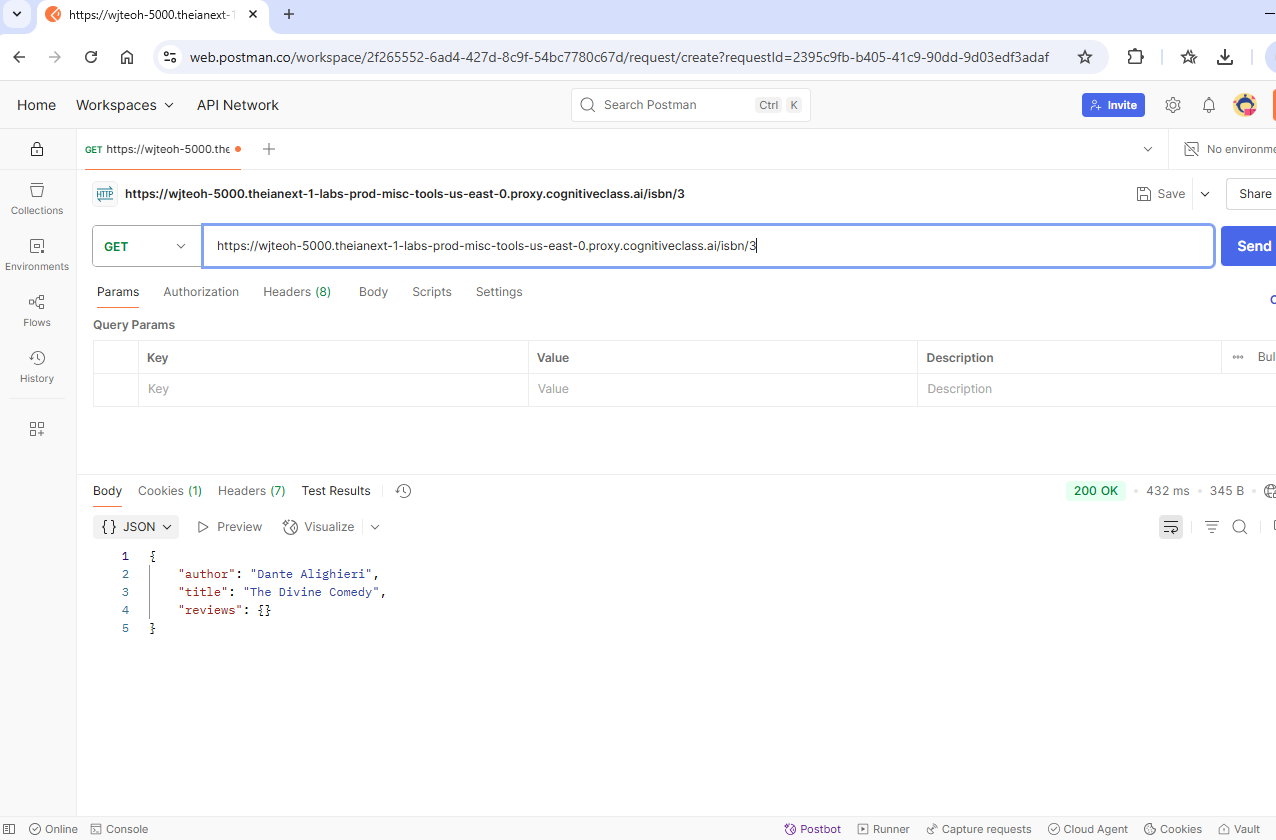 https://wjteoh-5000.theianext-1
web.postman.co/workspace/2f265552-6ad4-427d-8c9f-54bc7780c67d/request/create?requestId=2395c9fb-b405-41c9-90dd-9d03edf3adaf
Home Workspaces API Network Search Postman Ctrl K Invite
GET https://wjteoh-5000.the No environme
Collections
Environments
Flows
History
HTTP https://wjteoh-5000.theianext-1-labs-prod-misc-tools-us-east-0.proxy.cognitiveclass.ai/isbn/3 Save Share
GET https://wjteoh-5000.theianext-1-labs-prod-misc-tools-us-east-0.proxy.cognitiveclass.ai/isbn/3 Send
Params Authorization Headers (8) Body Scripts Settings C
Query Params
Key Value Description Bul
Key Value Description
Body Cookies (1) Headers (7) Test Results 200 OK 432 ms 345 B
{} JSON Preview Visualize
1 {
2 "author": "Dante Alighieri",
3 "title": "The Divine Comedy",
4 "reviews": {}
5 }
Online Console Postbot Runner Capture requests Cloud Agent Cookies Vault